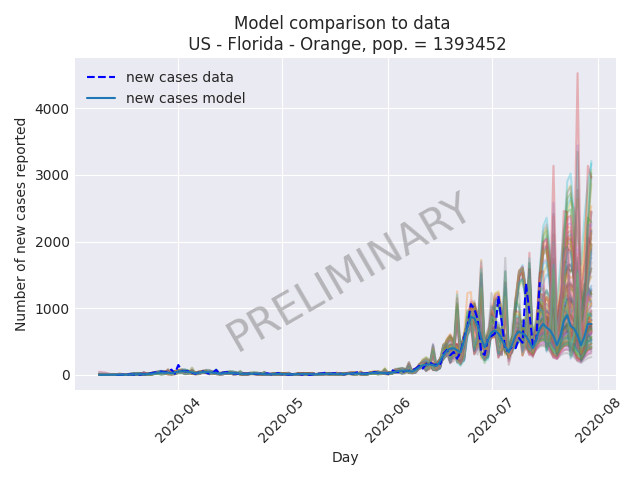 Model comparison to data
US - Florida - Orange, pop. = 1393452
new cases data
new cases model
Number of new cases reported
4000
3000
2000
1000
0
PRELIMINARY
2020-04
2020-05
2020-06
2020-07
2020-08
Day